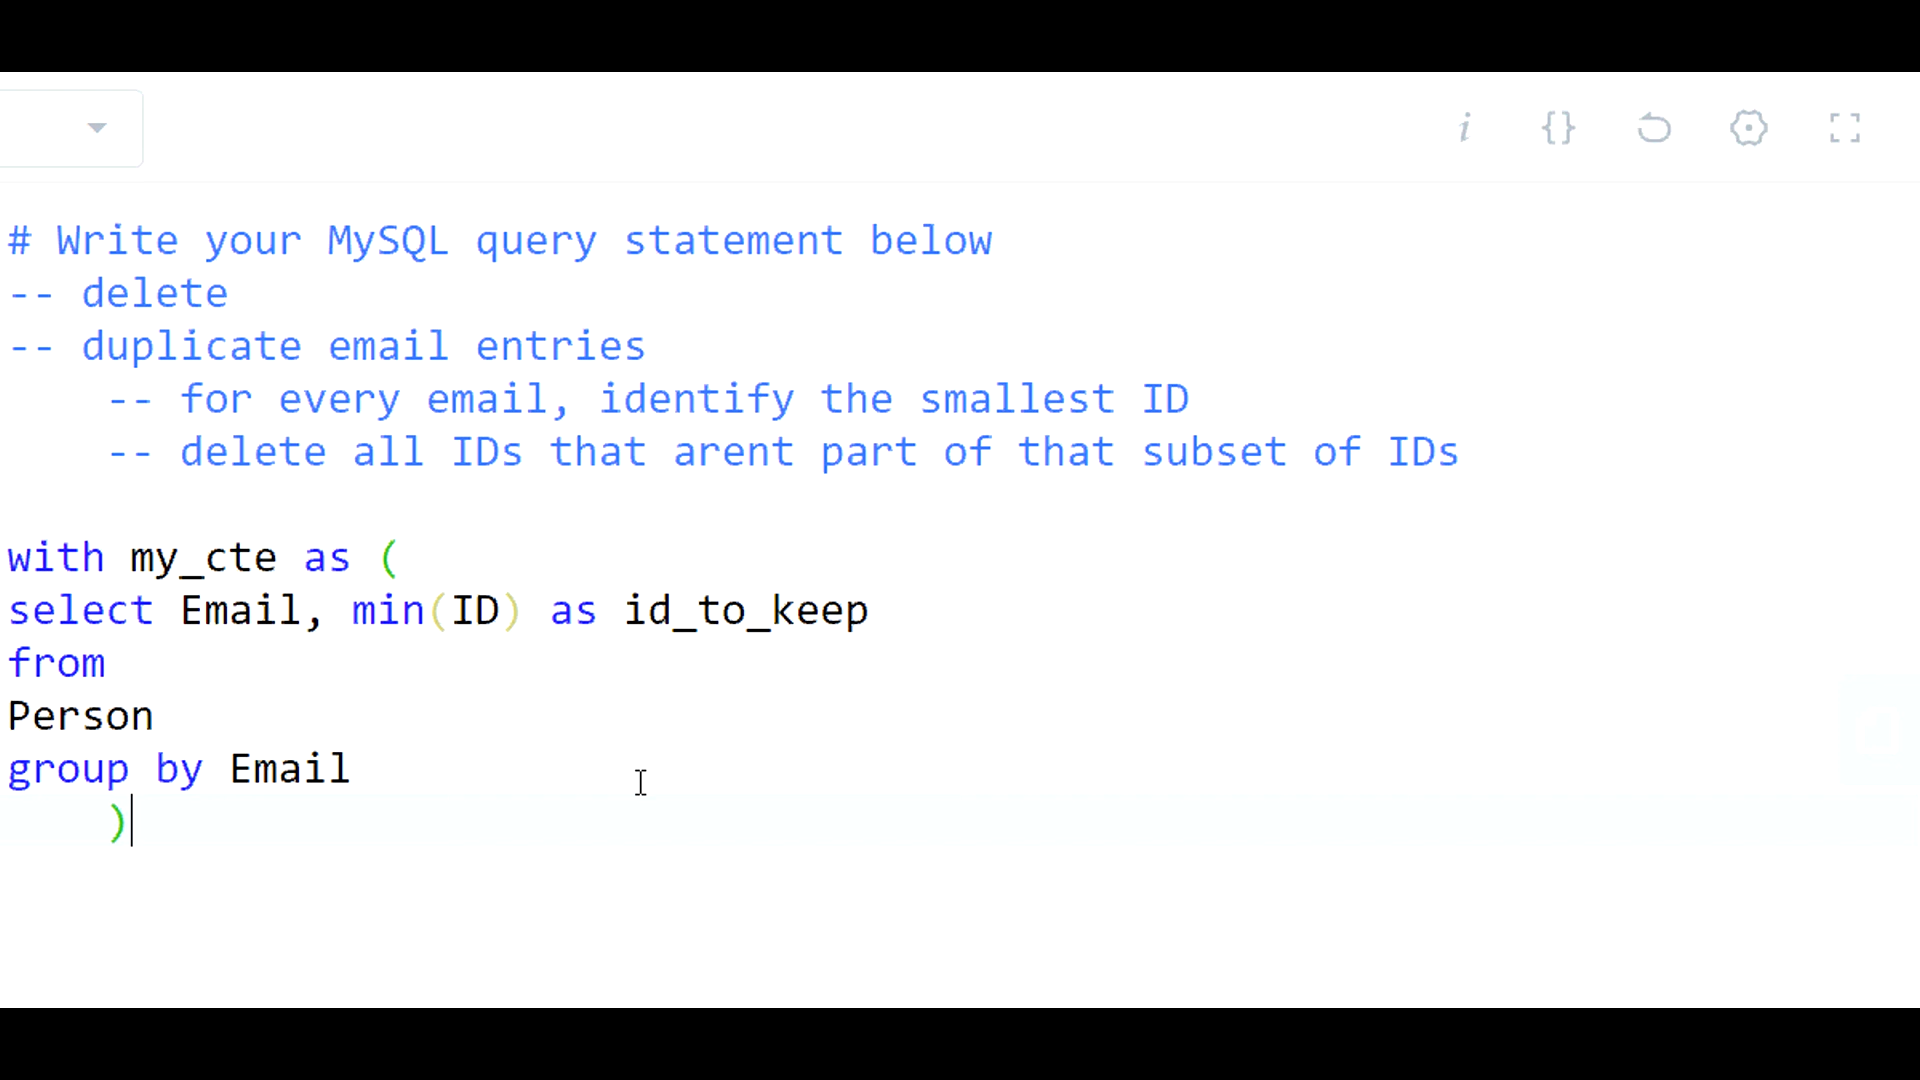 # Write your MySQL query statement below
-- delete
-- duplicate email entries
-- for every email, identify the smallest ID
-- delete all IDs that arent part of that subset of IDs
with my_cte as (
select Email, min(ID) as id_to_keep
from
Person
group by Email
)